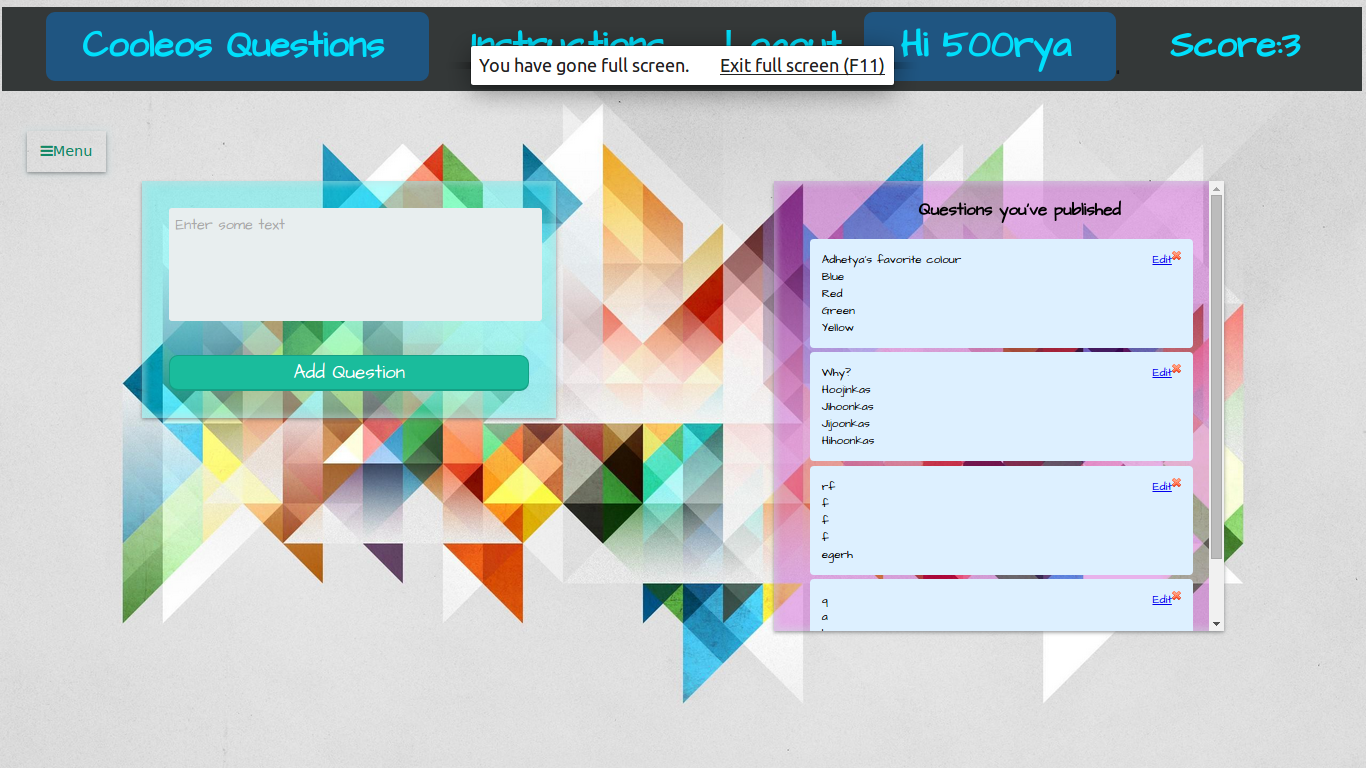 Cooleos Questions
Instructions
Logout
Hi 500rya
Score:3
You have gone full screen.
Exit full screen (F11)
Menu
Enter some text
Add Question
Questions you've published
Adhetya's favorite colour
Edit
Blue
Red
Green
Yellow
Why?
Edit
Hoojinkas
Jihoonkas
Jijoonkas
Hihoonkas
rf
Edit
f
f
f
egerh
q
Edit
a